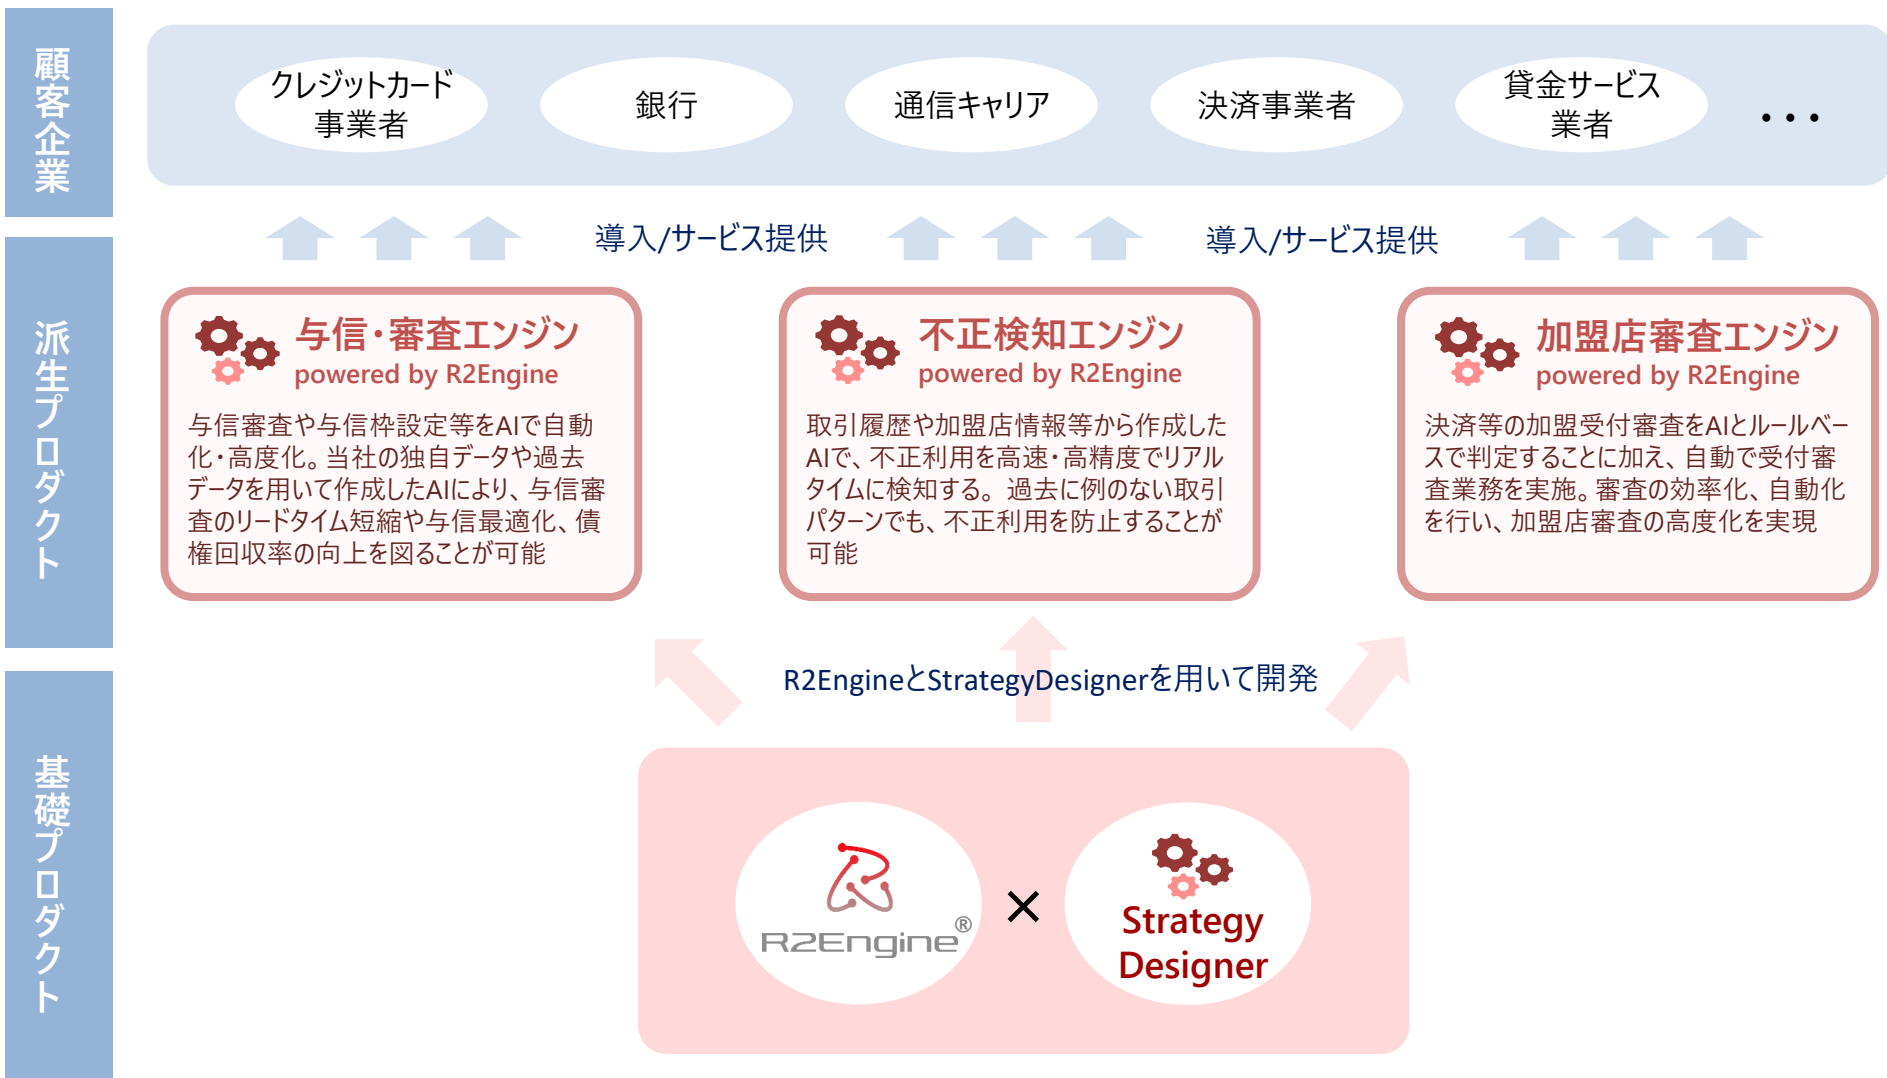 顧客企業
クレジットカード
事業者
銀行
通信キャリア
決済事業者
貸金サービス
業者
・・・
導入/サービス提供
導入/サービス提供
派生プロダクト
与信・審査エンジン
powered by R2Engine
与信審査や与信枠設定等をAIで自動
化・高度化。当社の独自データや過去
データを用いて作成したAIにより、与信審
査のリードタイム短縮や与信最適化、債
権回収率の向上を図ることが可能
不正検知エンジン
powered by R2Engine
取引履歴や加盟店情報等から作成した
AIで、不正利用を高速・高精度でリアル
タイムに検知する。過去に例のない取引
パターンでも、不正利用を防止することが
可能
加盟店審査エンジン
powered by R2Engine
決済等の加盟受付審査をAIとルールベー
スで判定することに加え、自動で受付審
査業務を実施。審査の効率化、自動化
を行い、加盟店審査の高度化を実現
R2EngineとStrategyDesignerを用いて開発
基礎プロダクト
R2Engine®
×
Strategy
Designer